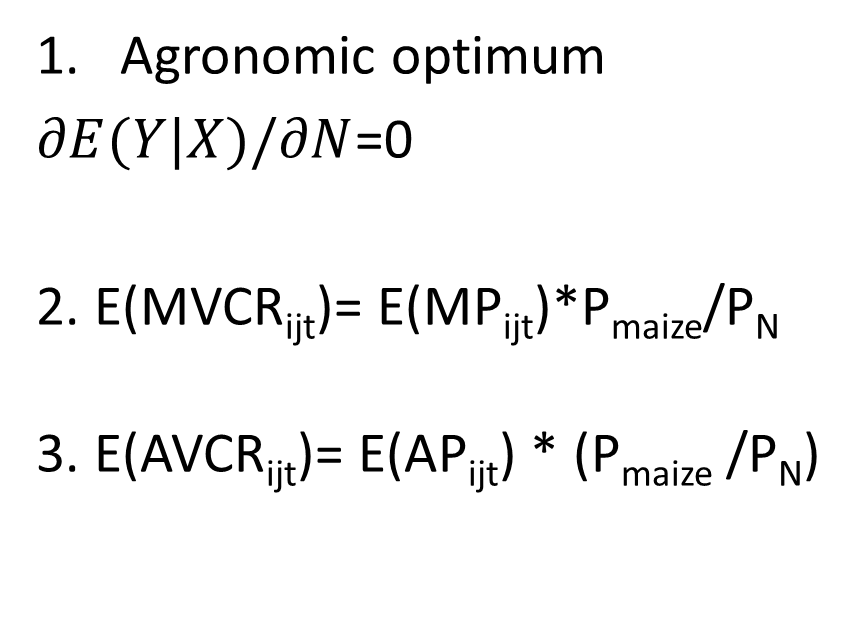 1. Agronomic optimum
𝜕𝐸(𝑌|𝑋)/𝜕𝑁=0
2. E(MVCRijt)= E(MPijt)*Pmaize/PN
3. E(AVCRijt)= E(APijt) * (Pmaize /PN)